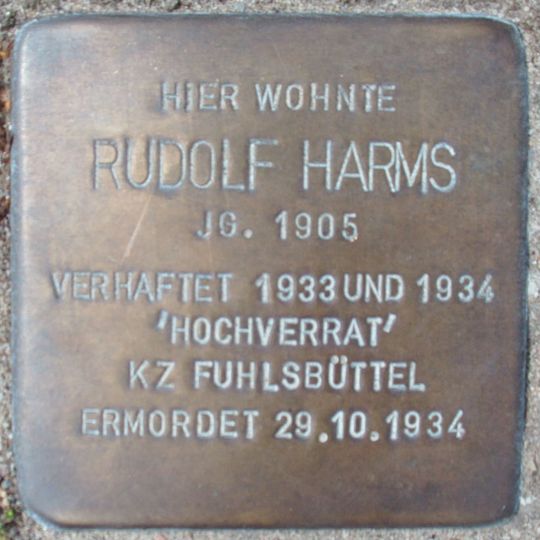 HIER WOHNTE
RUDOLF HARMS
JG. 1905
VERHAFTET 1933 UND 1934
'HOCHVERRAT'
KZ FUHLSBÜTTEL
ERMORDET 29.10.1934